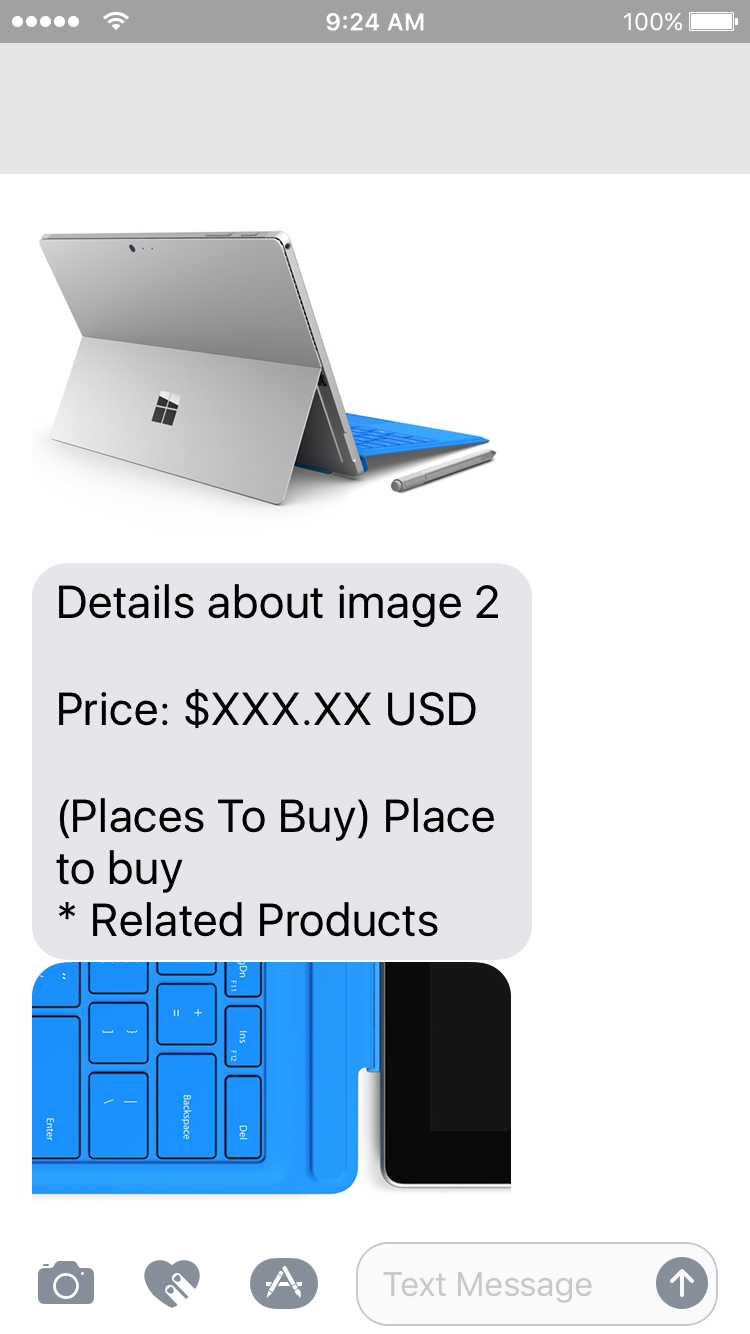 9:24 AM
100%
Details about image 2
Price: $XXX.XX USD
(Places To Buy) Place
to buy
* Related Products
gDn
F11
" '
] }
= +
Ins
F12
Enter
\ |
Backspace
Del
Text Message